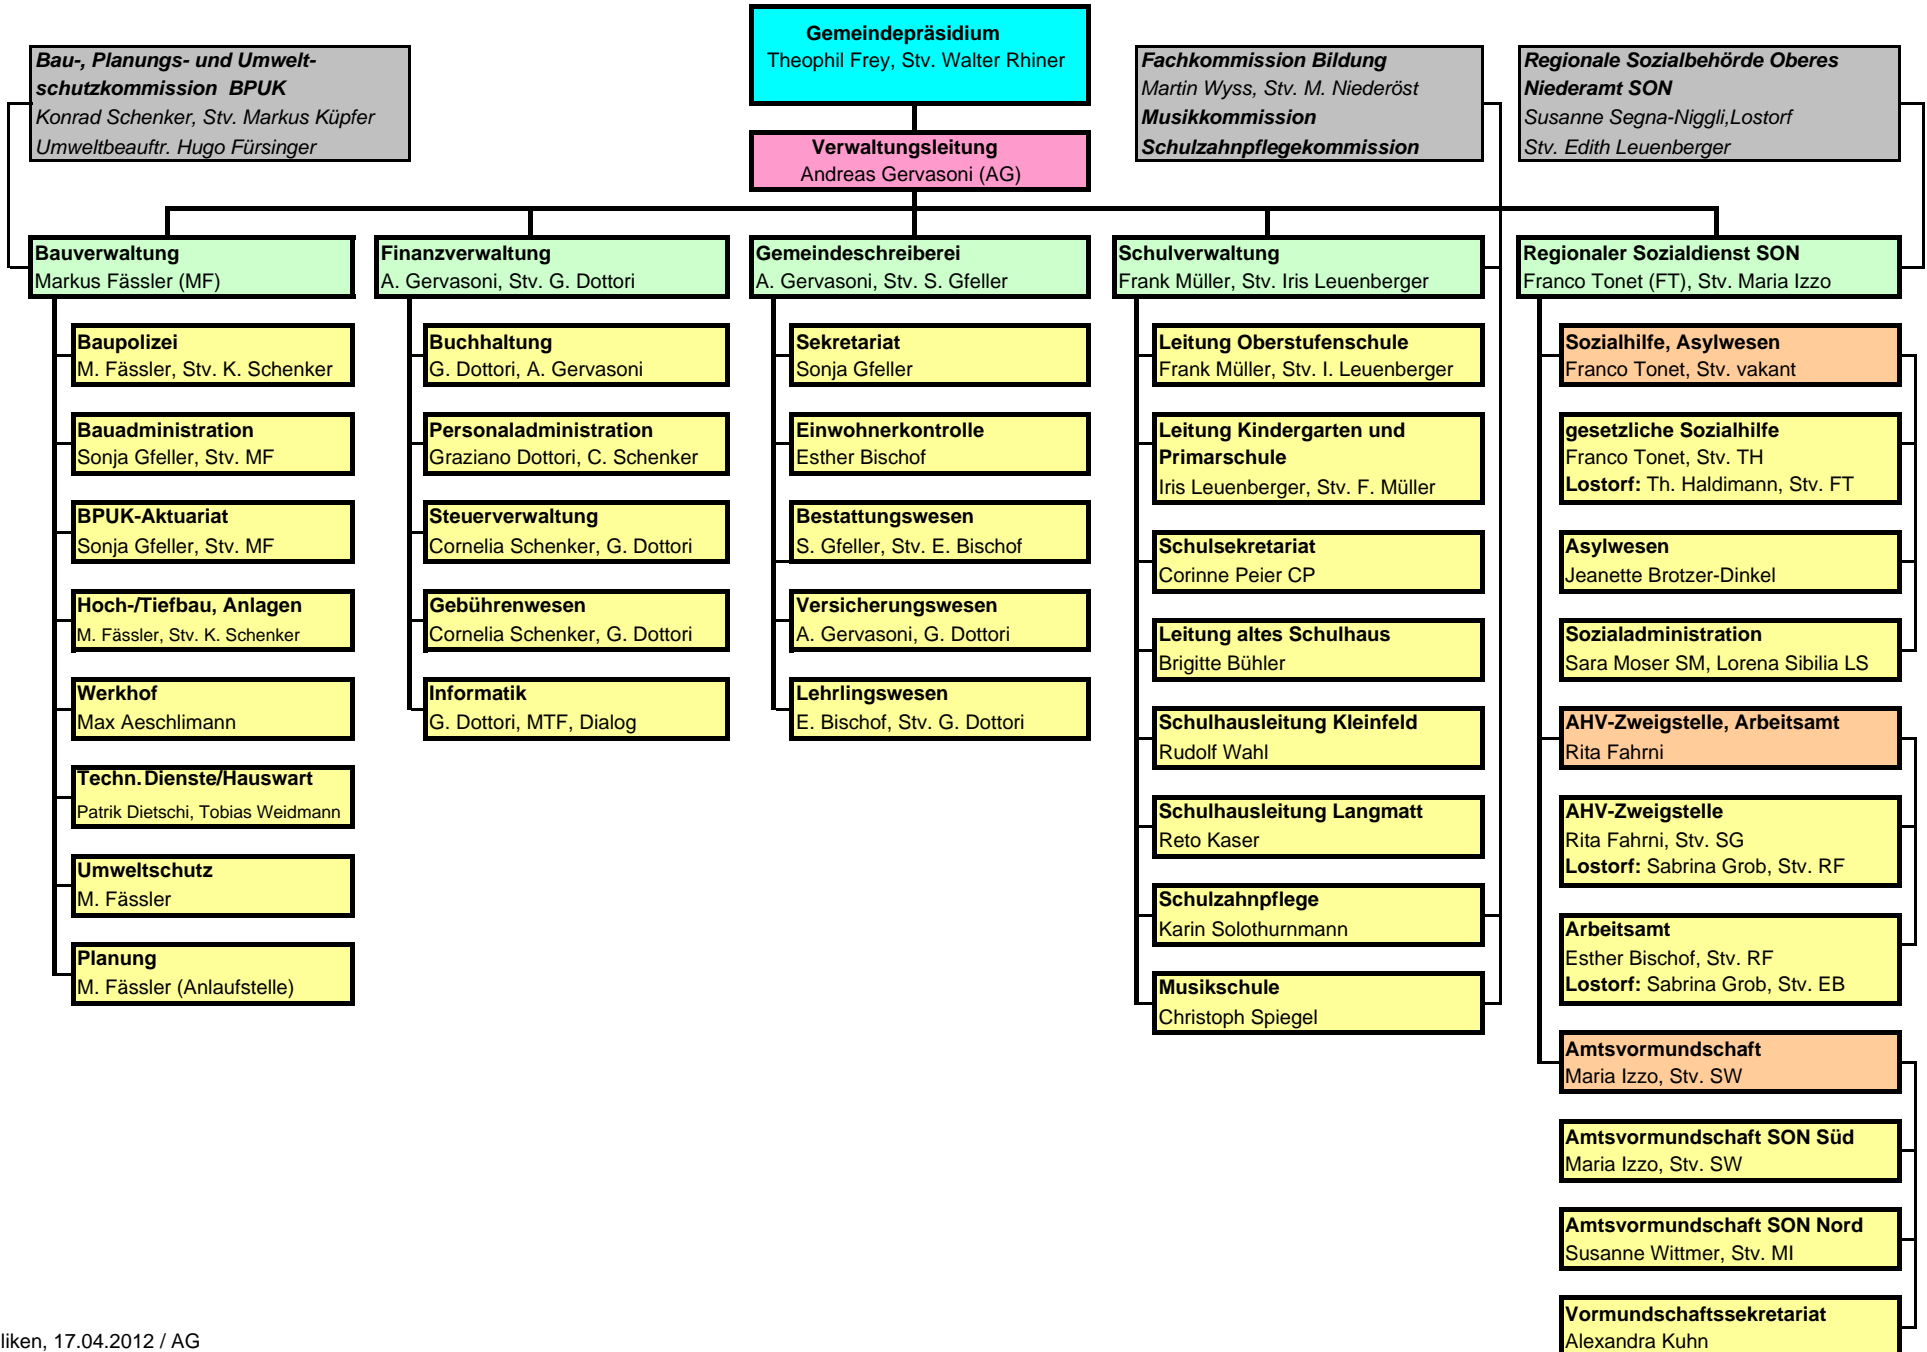 Gemeindepräsidium
Theophil Frey, Stv. Walter Rhiner
Bau-, Planungs- und Umwelt-
schutzkommission BPUK
Konrad Schenker, Stv. Markus Küpfer
Umweltbeauftr. Hugo Fürsinger
Fachkommission Bildung
Martin Wyss, Stv. M. Niederöst
Musikkommission
Schulzahnpflegekommission
Regionale Sozialbehörde Oberes
Niederamt SON
Susanne Segna-Niggli,Lostorf
Stv. Edith Leuenberger
Verwaltungsleitung
Andreas Gervasoni (AG)
Bauverwaltung
Markus Fässler (MF)
Baupolizei
M. Fässler, Stv. K. Schenker
Bauadministration
Sonja Gfeller, Stv. MF
BPUK-Aktuariat
Sonja Gfeller, Stv. MF
Hoch-/Tiefbau, Anlagen
M. Fässler, Stv. K. Schenker
Werkhof
Max Aeschlimann
Techn. Dienste/Hauswart
Patrik Dietschi, Tobias Weidmann
Umweltschutz
M. Fässler
Planung
M. Fässler (Anlaufstelle)
Finanzverwaltung
A. Gervasoni, Stv. G. Dottori
Buchhaltung
G. Dottori, A. Gervasoni
Personaladministration
Graziano Dottori, C. Schenker
Steuerverwaltung
Cornelia Schenker, G. Dottori
Gebührenwesen
Cornelia Schenker, G. Dottori
Informatik
G. Dottori, MTF, Dialog
Gemeindeschreiberei
A. Gervasoni, Stv. S. Gfeller
Sekretariat
Sonja Gfeller
Einwohnerkontrolle
Esther Bischof
Bestattungswesen
S. Gfeller, Stv. E. Bischof
Versicherungswesen
A. Gervasoni, G. Dottori
Lehrlingswesen
E. Bischof, Stv. G. Dottori
Schulverwaltung
Frank Müller, Stv. Iris Leuenberger
Leitung Oberstufenschule
Frank Müller, Stv. I. Leuenberger
Leitung Kindergarten und
Primarschule
Iris Leuenberger, Stv. F. Müller
Schulsekretariat
Corinne Peier CP
Leitung altes Schulhaus
Brigitte Bühler
Schulhausleitung Kleinfeld
Rudolf Wahl
Schulhausleitung Langmatt
Reto Kaser
Schulzahnpflege
Karin Solothurnmann
Musikschule
Christoph Spiegel
Regionaler Sozialdienst SON
Franco Tonet (FT), Stv. Maria Izzo
Sozialhilfe, Asylwesen
Franco Tonet, Stv. vakant
gesetzliche Sozialhilfe
Franco Tonet, Stv. TH
Lostorf: Th. Haldimann, Stv. FT
Asylwesen
Jeanette Brotzer-Dinkel
Sozialadministration
Sara Moser SM, Lorena Sibilia LS
AHV-Zweigstelle, Arbeitsamt
Rita Fahrni
AHV-Zweigstelle
Rita Fahrni, Stv. SG
Lostorf: Sabrina Grob, Stv. RF
Arbeitsamt
Esther Bischof, Stv. RF
Lostorf: Sabrina Grob, Stv. EB
Amtsvormundschaft
Maria Izzo, Stv. SW
Amtsvormundschaft SON Süd
Maria Izzo, Stv. SW
Amtsvormundschaft SON Nord
Susanne Wittmer, Stv. MI
Vormundschaftssekretariat
Alexandra Kuhn
liken, 17.04.2012 / AG